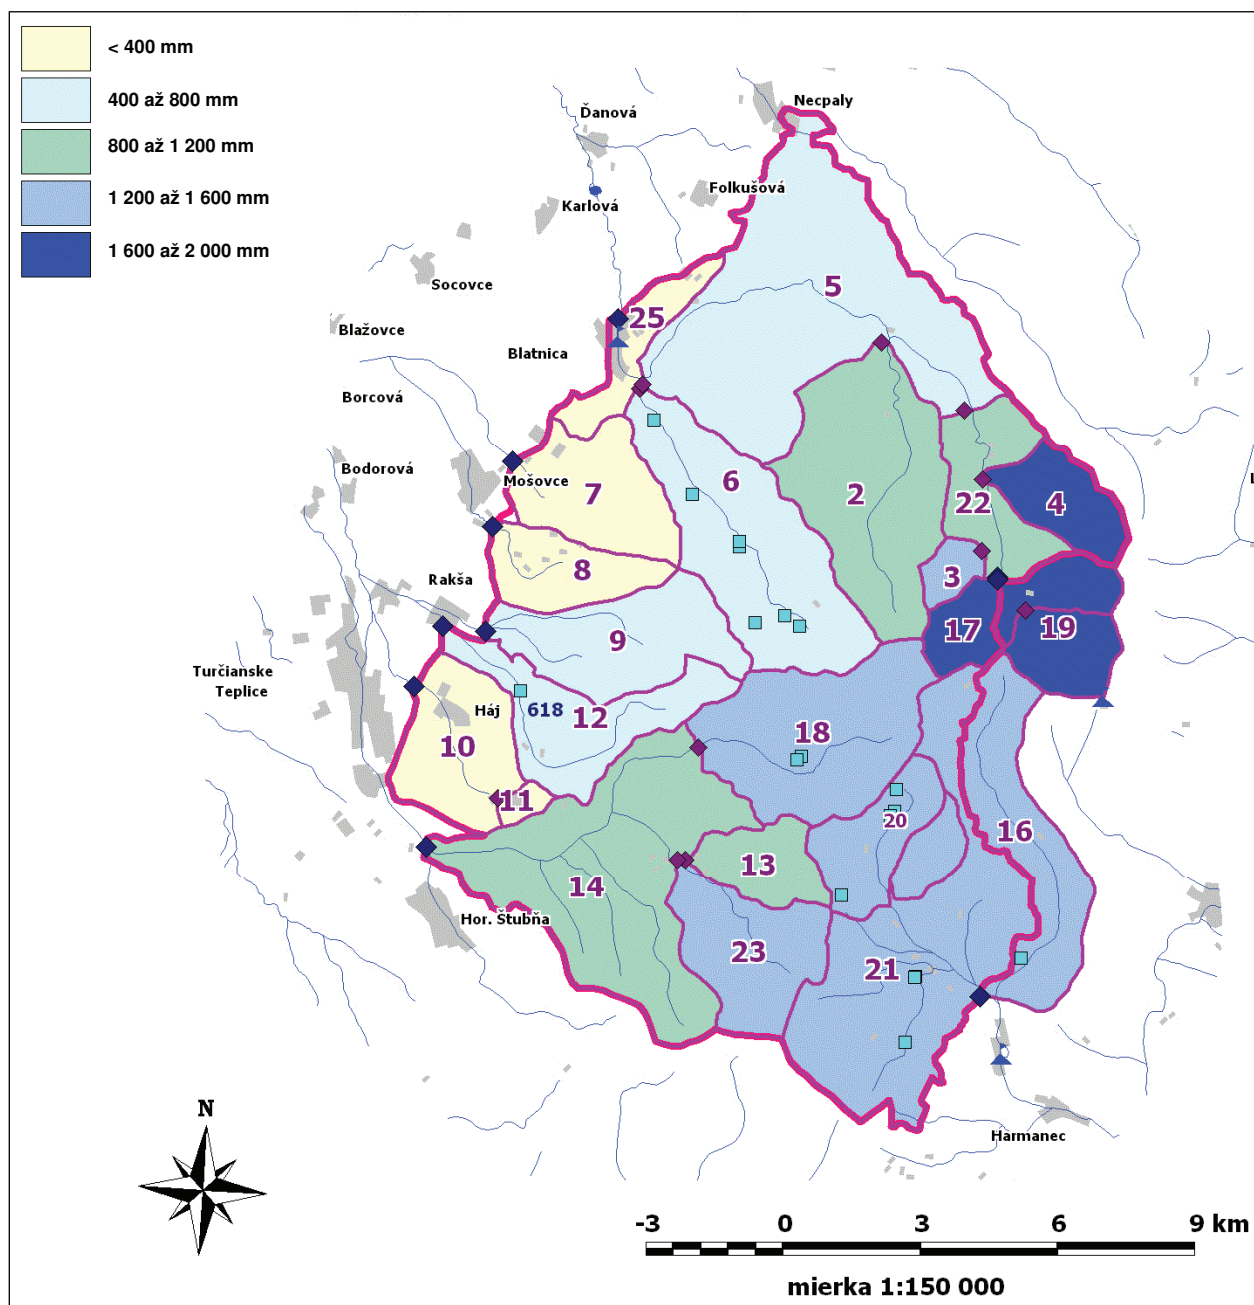 < 400 mm
400 až 800 mm
800 až 1 200 mm
1 200 až 1 600 mm
1 600 až 2 000 mm
Necpaly
Ďanová
Folkušová
Karlová
Socovce
5
25
Blažovce
Blatnica
Borcová
Bodorová
Mošovce
6
7
2
22
4
8
3
Rakša
9
17
19
Turčianske
Teplice
Háj
618
12
10
18
11
20
16
13
14
Hor. Štubňa
23
21
Harmanec
L
N
-3 0 3 6 9 km
mierka 1:150 000